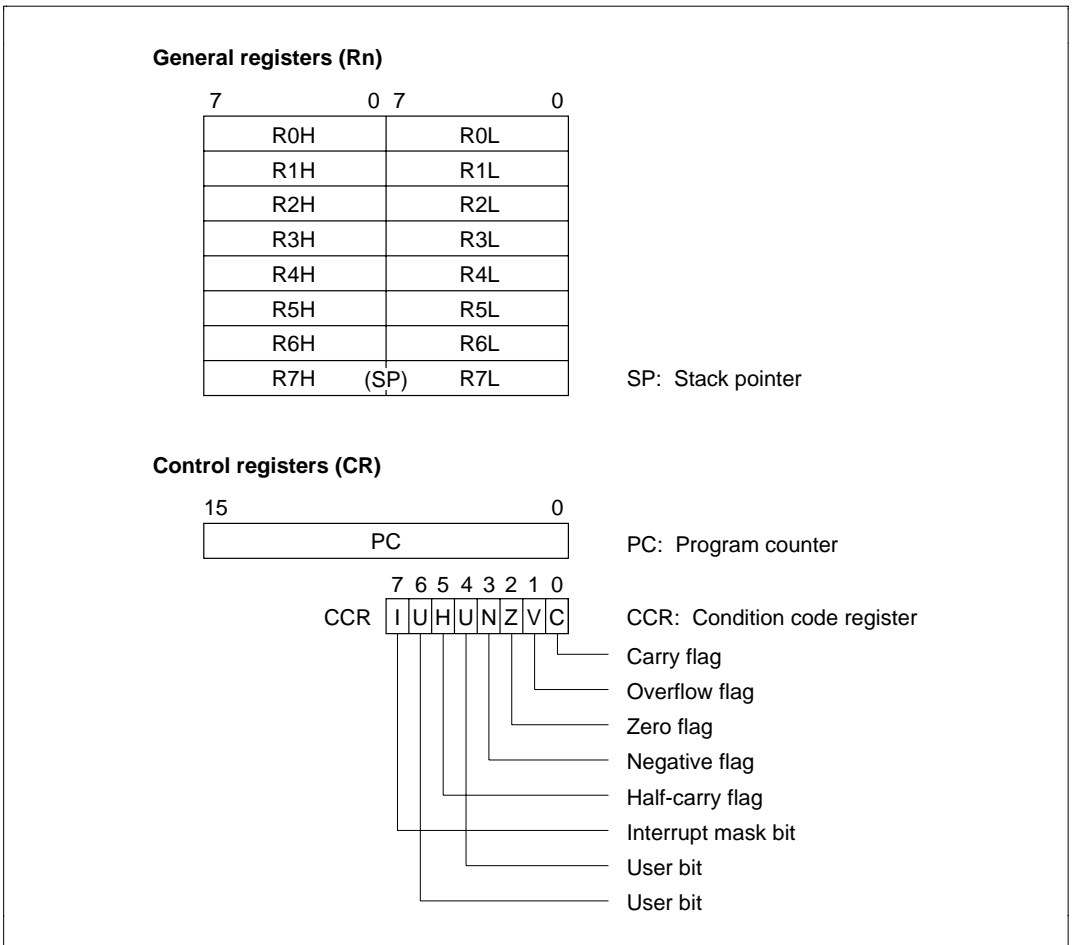 General registers (Rn)
7 0 7 0
R0H R0L
R1H R1L
R2H R2L
R3H R3L
R4H R4L
R5H R5L
R6H R6L
R7H (SP) R7L SP: Stack pointer
Control registers (CR)
15 0
PC PC: Program counter
7 6 5 4 3 2 1 0
CCR I U H U N Z V C CCR: Condition code register
Carry flag
Overflow flag
Zero flag
Negative flag
Half-carry flag
Interrupt mask bit
User bit
User bit